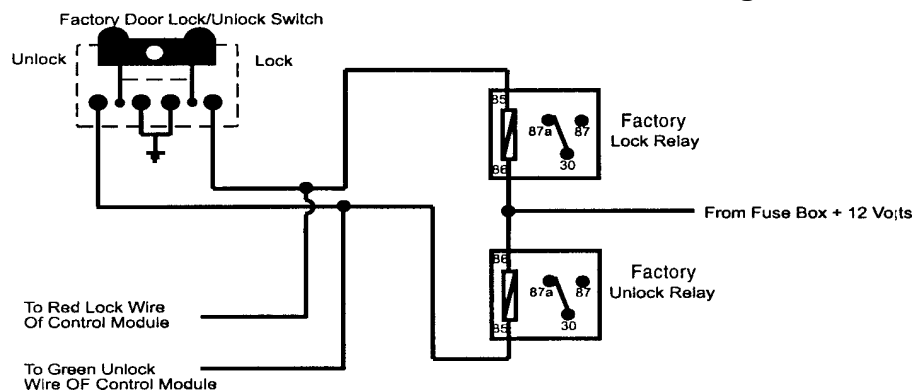 Factory Door Lock/Unlock Switch
Unlock
Lock
85
87a
87
86
30
Factory
Lock Relay
From Fuse Box + 12 Vo;ts
86
87a
87
85
30
Factory
Unlock Relay
To Red Lock Wire
Of Control Module
To Green Unlock
Wire OF Control Module